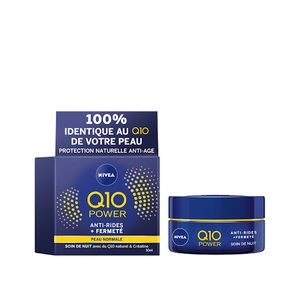 100%
IDENTIQUE AU Q10
DE VOTRE PEAU
PROTECTION NATURELLE ANTI-AGE
NIVEA
Q10
POWER
ANTI-RIDES
+ FERMETÉ
PEAU NORMALE
SOIN DE NUIT avec du Q10 naturel & Créatine
50ml
NIVEA
Q10
POWER
ANTI-RIDES
+ FERMETÉ
SOIN DE NUIT